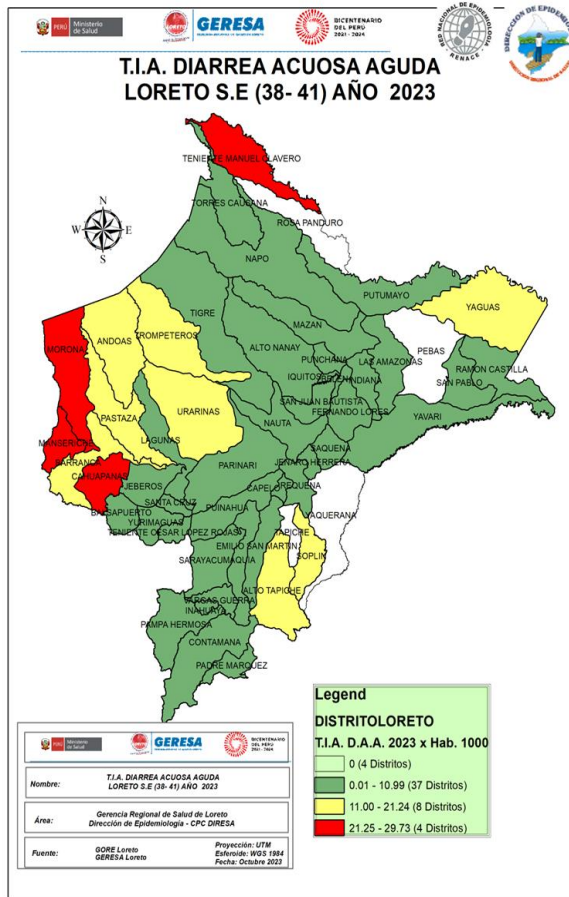 PERÚ Ministerio de Salud
GERESA
BICENTENARIO DEL PERÚ 2021 - 2024
RED NACIONAL DE EPIDEMIOLOGIA
RENACE
T.I.A. DIARREA ACUOSA AGUDA
LORETO S.E (38- 41) AÑO 2023
N
W E
S
TENIENTE MANUEL CLAVERO
TORRES CAUSANA
ROSA PANDURO
NAPO
PUTUMAYO
YAGUAS
TIGRE
TROMPETEROS
ANDOAS
MORONA
MAZAN
ALTO NANAY
PUNCHANA
LAS AMAZONAS
PEBAS
RAMON CASTILLA
SAN PABLO
IQUITOS
BELEN
INDIANA
SAN JUAN BAUTISTA
FERNANDO LORES
YAVARI
URARINAS
PASTAZA
NAUTA
LAGUNAS
MANSERICHE
BARRANCA
CAHUAPANAS
SAQUENA
JENARO HERRERA
PARINARI
JEBEROS
CAPELO
REQUENA
SANTA CRUZ
BALSAPUERTO
PUINAHUA
YAQUERANA
YURIMAGUAS
TAPICHE
TENIENTE CESAR LOPEZ ROJAS
EMILIO SAN MARTIN
SOPLIN
SARAYACU
MAQUIA
ALTO TAPICHE
VARGAS GUERRA
INAHUAYA
PAMPA HERMOSA
CONTAMANA
PADRE MARQUEZ
Legend
DISTRITOLORETO
T.I.A. D.A.A. 2023 x Hab. 1000
0 (4 Distritos)
0.01 - 10.99 (37 Distritos)
11.00 - 21.24 (8 Distritos)
21.25 - 29.73 (4 Distritos)
PERÚ Ministerio de Salud
GERESA
BICENTENARIO DEL PERÚ 2021 - 2024
Nombre: T.I.A. DIARREA ACUOSA AGUDA
LORETO S.E (38- 41) AÑO 2023
Área: Gerencia Regional de Salud de Loreto
Dirección de Epidemiología - CPC DIRESA
Fuente: GORE Loreto
GERESA Loreto
Proyección: UTM
Esferoide: WGS 1984
Fecha: Octubre 2023